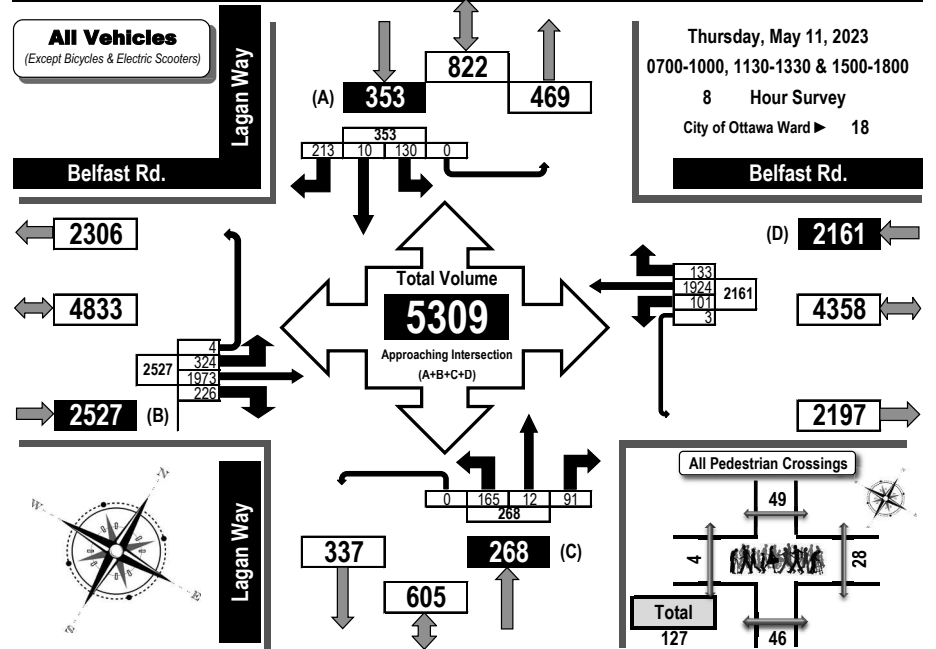 All Vehicles
(Except Bicycles & Electric Scooters)
Lagan Way
Belfast Rd.
822
(A) 353
469
353
213 10 130 0
Thursday, May 11, 2023
0700-1000, 1130-1330 & 1500-1800
8 Hour Survey
City of Ottawa Ward ► 18
Belfast Rd.
2306
4833
4
324
2527
1973
226
2527 (B)
Total Volume
5309
Approaching Intersection
(A+B+C+D)
(D) 2161
133
1924
2161
101
3
4358
2197
N
W
E
S
Lagan Way
0 165 12 91
268
337
268 (C)
605
All Pedestrian Crossings
49
4
28
Total
127
46